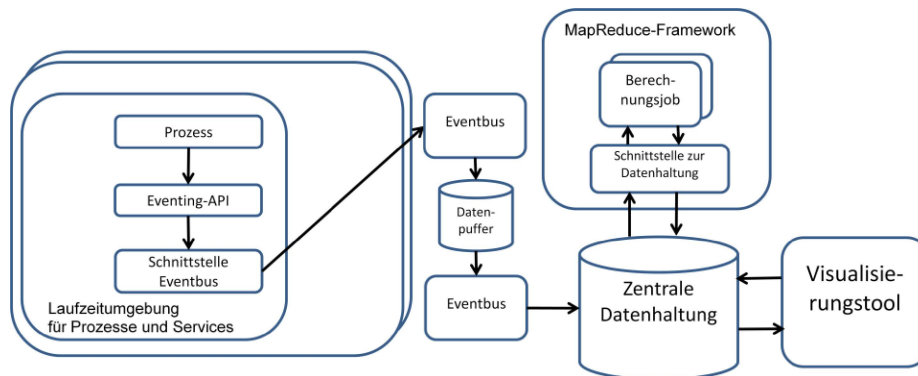 MapReduce-Framework
Berech-
nungsjob
Schnittstelle zur
Datenhaltung
Prozess
Eventing-API
Schnittstelle
Eventbus
Laufzeitumgebung
für Prozesse und Services
Eventbus
Daten-
puffer
Eventbus
Zentrale
Datenhaltung
Visualisie-
rungstool